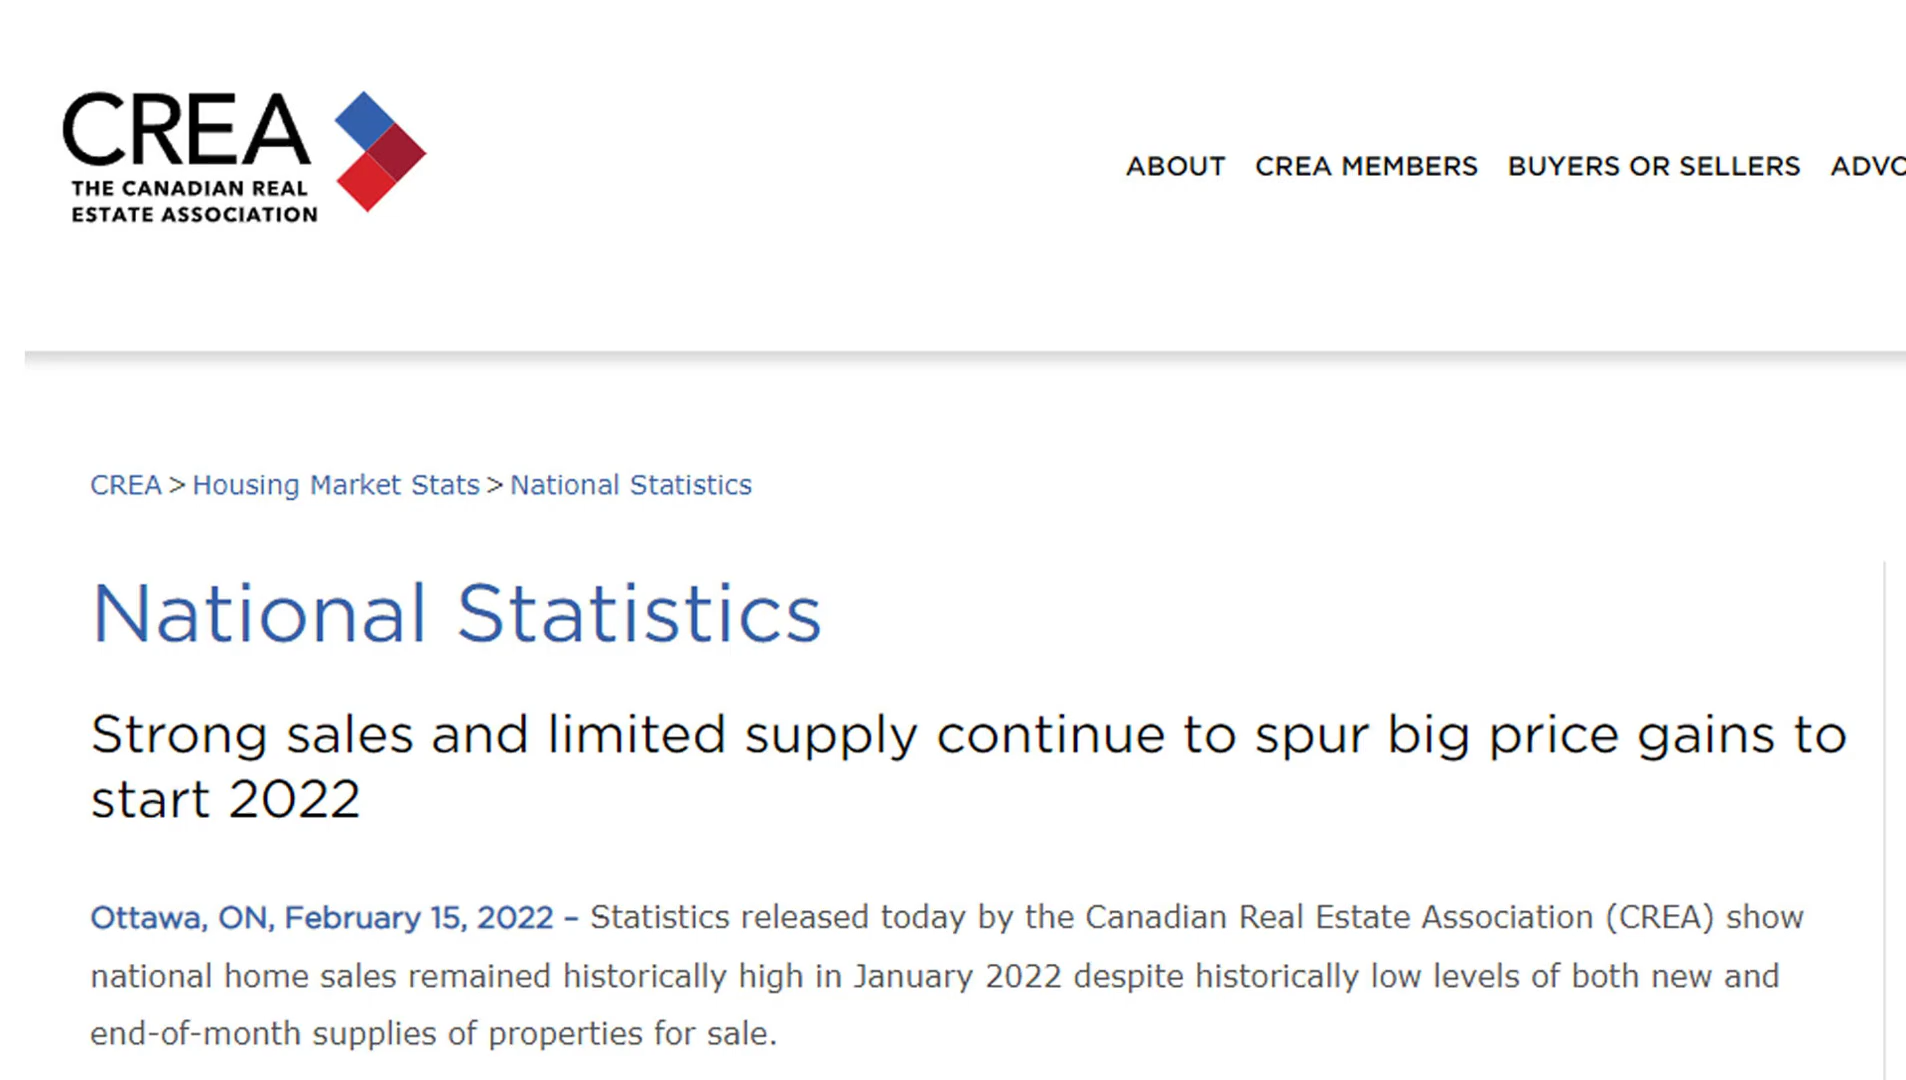 CREA
THE CANADIAN REAL
ESTATE ASSOCIATION
ABOUT CREA MEMBERS BUYERS OR SELLERS ADVO
CREA > Housing Market Stats > National Statistics
National Statistics
Strong sales and limited supply continue to spur big price gains to
start 2022
Ottawa, ON, February 15, 2022 – Statistics released today by the Canadian Real Estate Association (CREA) show
national home sales remained historically high in January 2022 despite historically low levels of both new and
end-of-month supplies of properties for sale.